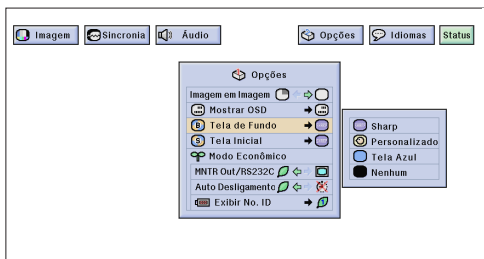 Imagem Sincronia Áudio Opções Idiomas Status
Opções
Imagem em Imagem
Mostrar OSD
B Tela de Fundo
S Tela Inicial
Modo Econômico
MNTR Out/RS232C
Auto Desligamento
Exibir No. ID
Sharp
Personalizado
Tela Azul
Nenhum